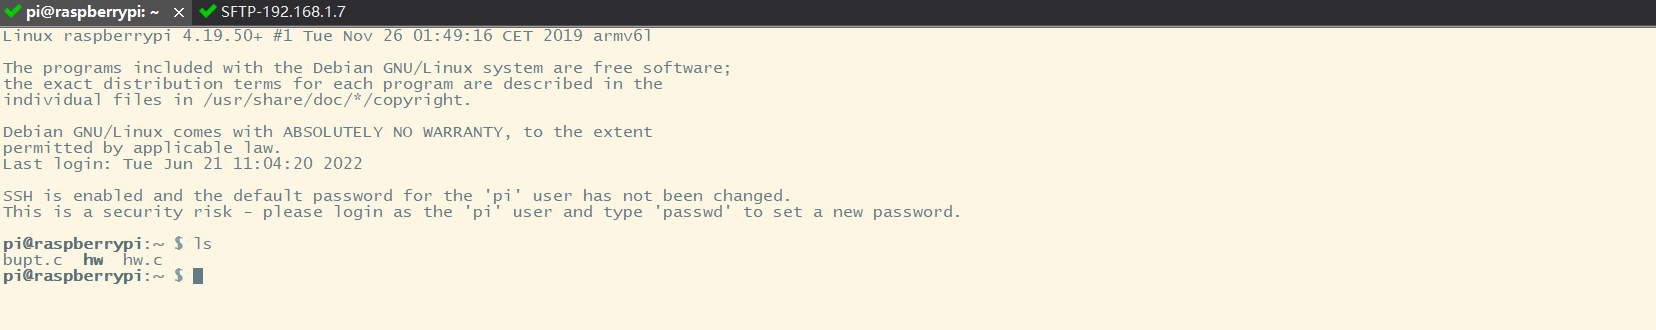 pi@raspberrypi: ~ × SFTP-192.168.1.7
Linux raspberrypi 4.19.50+ #1 Tue Nov 26 01:49:16 CET 2019 armv6l
The programs included with the Debian GNU/Linux system are free software;
the exact distribution terms for each program are described in the
individual files in /usr/share/doc/*/copyright.
Debian GNU/Linux comes with ABSOLUTELY NO WARRANTY, to the extent
permitted by applicable law.
Last login: Tue Jun 21 11:04:20 2022
SSH is enabled and the default password for the 'pi' user has not been changed.
This is a security risk - please login as the 'pi' user and type 'passwd' to set a new password.
pi@raspberrypi:~ $ ls
bupt.c  hw  hw.c
pi@raspberrypi:~ $